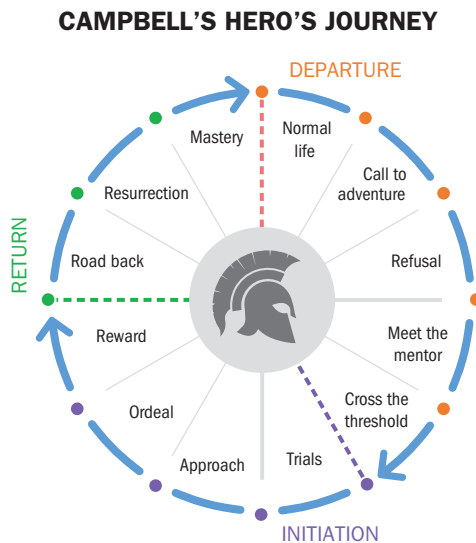 CAMPBELL’S HERO’S JOURNEY
DEPARTURE
Normal
life
Call to
adventure
Refusal
Meet the
mentor
Cross the
threshold
INITIATION
Trials
Approach
Ordeal
Reward
RETURN
Road back
Resurrection
Mastery